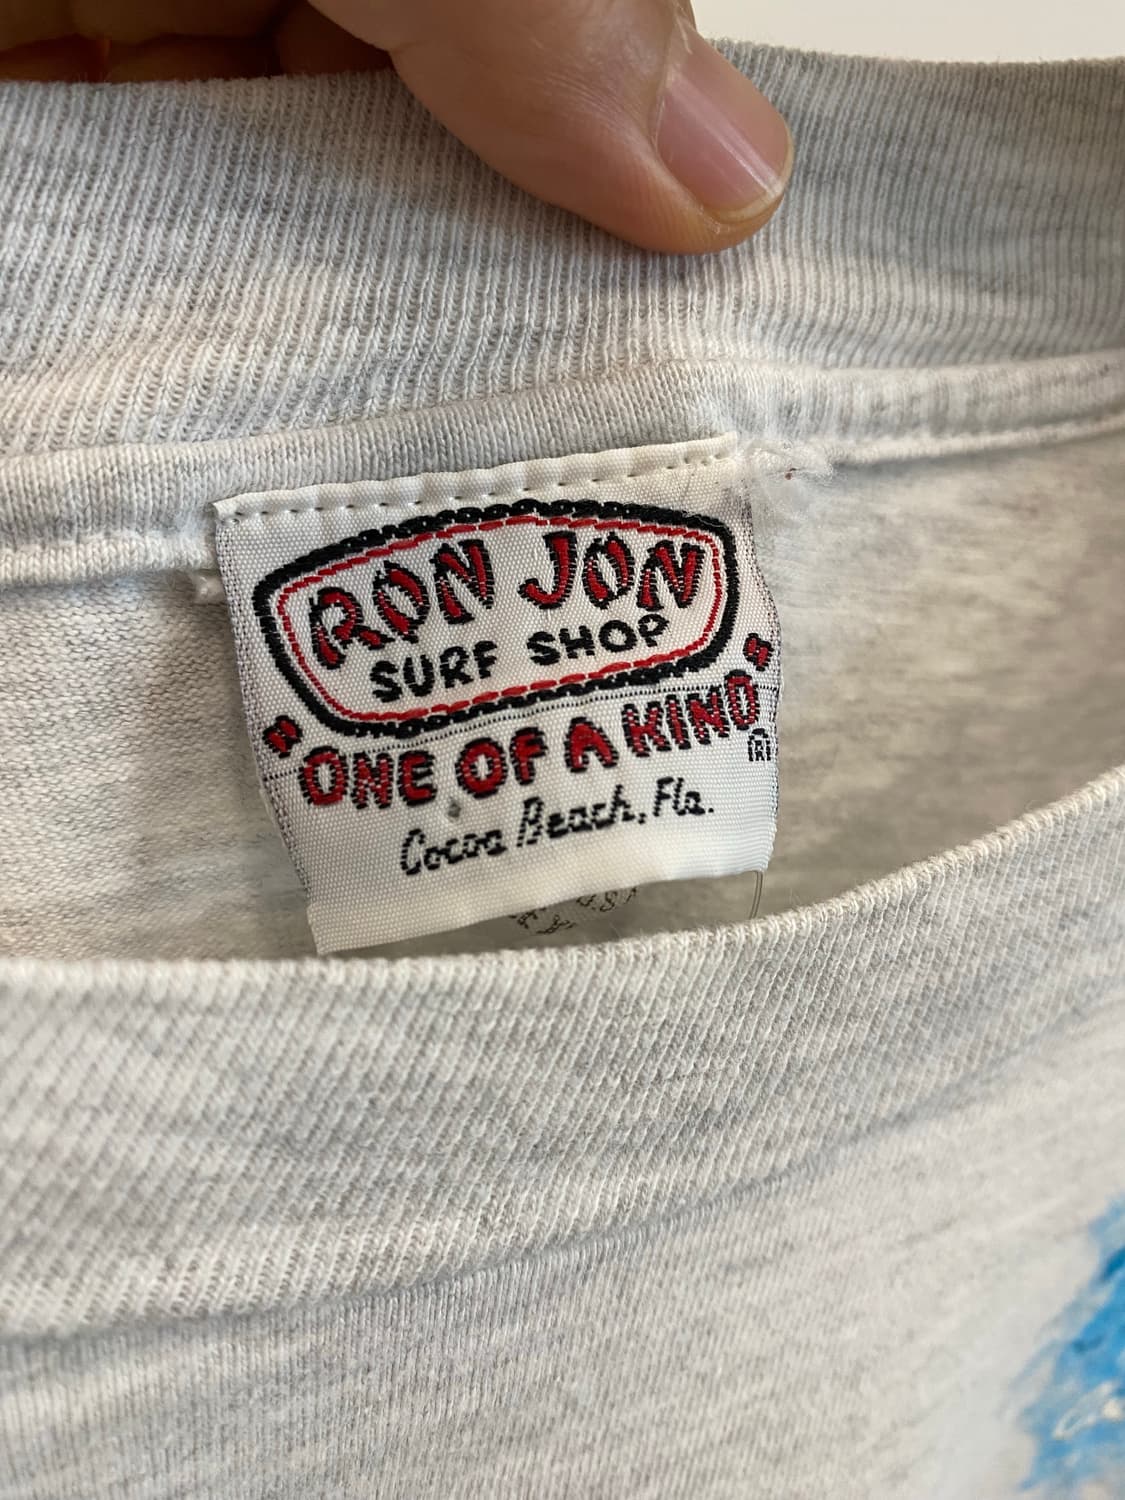 RON JON
SURF SHOP
"ONE OF A KIND"
®
Cocoa Beach, Fla.